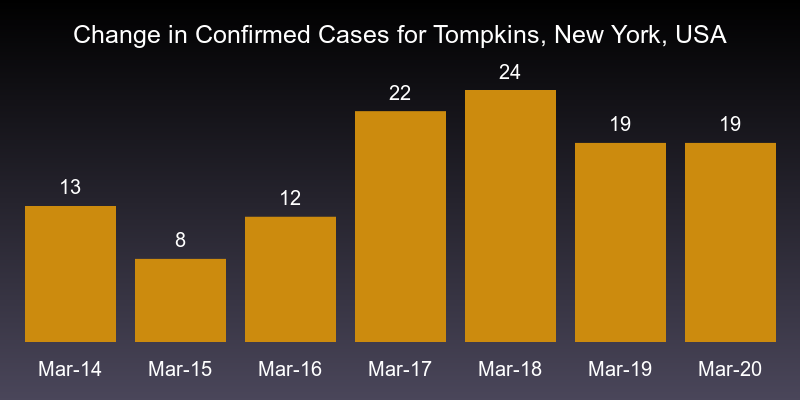 Change in Confirmed Cases for Tompkins, New York, USA
13
8
12
22
24
19
19
Mar-14
Mar-15
Mar-16
Mar-17
Mar-18
Mar-19
Mar-20